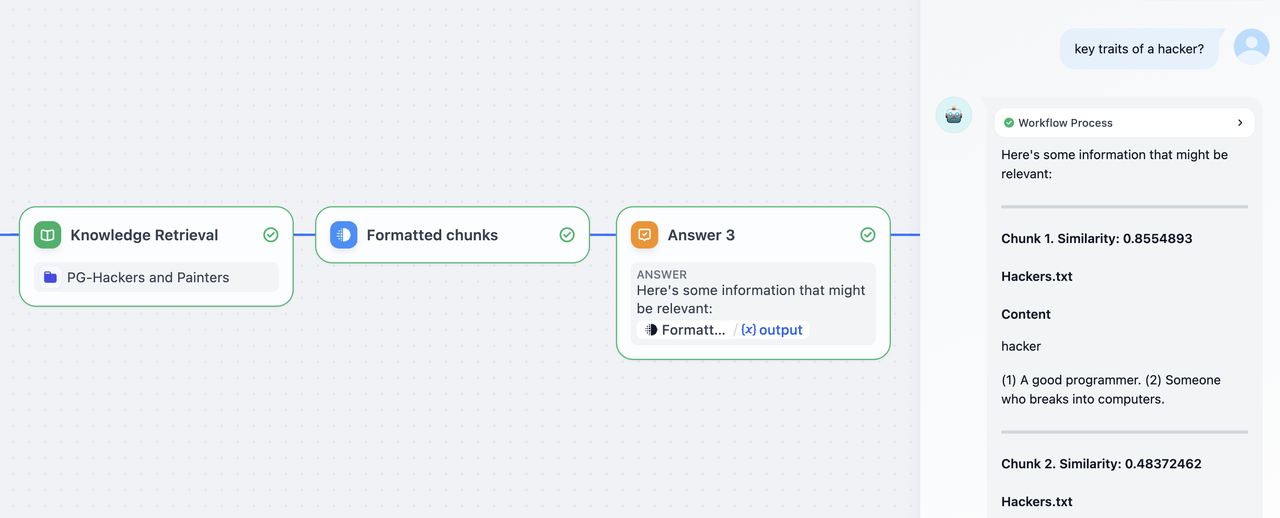 Knowledge Retrieval
PG-Hackers and Painters
Formatted chunks
Answer 3
ANSWER
Here's some information that might
be relevant:
Formatt... / {x} output
key traits of a hacker?
Workflow Process
Here's some information that might be
relevant:
Chunk 1. Similarity: 0.8554893
Hackers.txt
Content
hacker
(1) A good programmer. (2) Someone
who breaks into computers.
Chunk 2. Similarity: 0.48372462
Hackers.txt